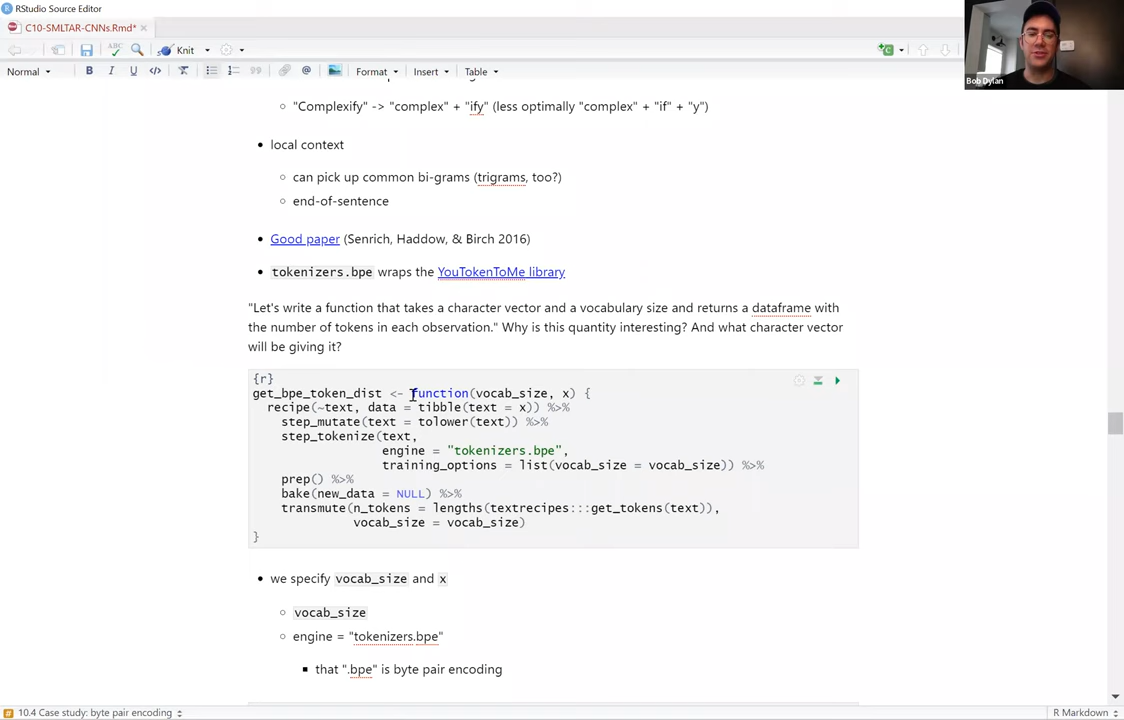 RStudio Source Editor
C10-SMLTAR-CNNs.Rmd*
ABC Knit
Normal B I U Format Insert Table
Bob Dylan
"Complexify" -> "complex" + "ify" (less optimally "complex" + "if" + "y")
local context
can pick up common bi-grams (trigrams, too?)
end-of-sentence
Good paper (Senrich, Haddow, & Birch 2016)
tokenizers.bpe wraps the YouTokenToMe library
"Let's write a function that takes a character vector and a vocabulary size and returns a dataframe with
the number of tokens in each observation." Why is this quantity interesting? And what character vector
will be giving it?
{r}
get_bpe_token_dist <- function(vocab_size, x) {
recipe(~text, data = tibble(text = x)) %>%
step_mutate(text = tolower(text)) %>%
step_tokenize(text,
engine = "tokenizers.bpe",
training_options = list(vocab_size = vocab_size)) %>%
prep() %>%
bake(new_data = NULL) %>%
transmute(n_tokens = lengths(textrecipes:::get_tokens(text)),
vocab_size = vocab_size)
}
we specify vocab_size and x
vocab_size
engine = "tokenizers.bpe"
that ".bpe" is byte pair encoding
10.4 Case study: byte pair encoding
R Markdown